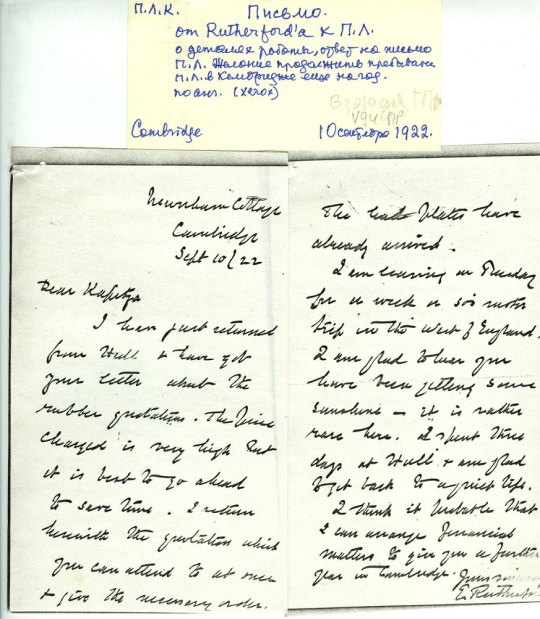 П.Л.К. Письмо.
от Rutherford'a к П.Л.
о деталях работы, ответ на письмо
П.Л. Желание продолжить пребывание
П.Л. в Кембридже еще на год.
по англ. (xerox)
Cambridge 10 сентября 1922.
Newnham Cottage
Cambridge
Sept 10/22
Dear Kapitza
I have just returned
from Hull & have got
your letter about the
rubber quotation. The price
charged is very high but
it is best to go ahead
to save time. I return
herewith the quotation which
you can attend to at once
& give the necessary order.
The lead plates have
already arrived.
I am leaving on Tuesday
for a week or so's motor
trip in the West of England.
I am glad to hear you
have been getting some
sunshine – it is rather
rare here. I spent three
days at Hull & am glad
to get back to a quiet life.
I think it probable that
I can arrange financial
matters to give you a further
year in Cambridge. Yours sincerely
E. Rutherford